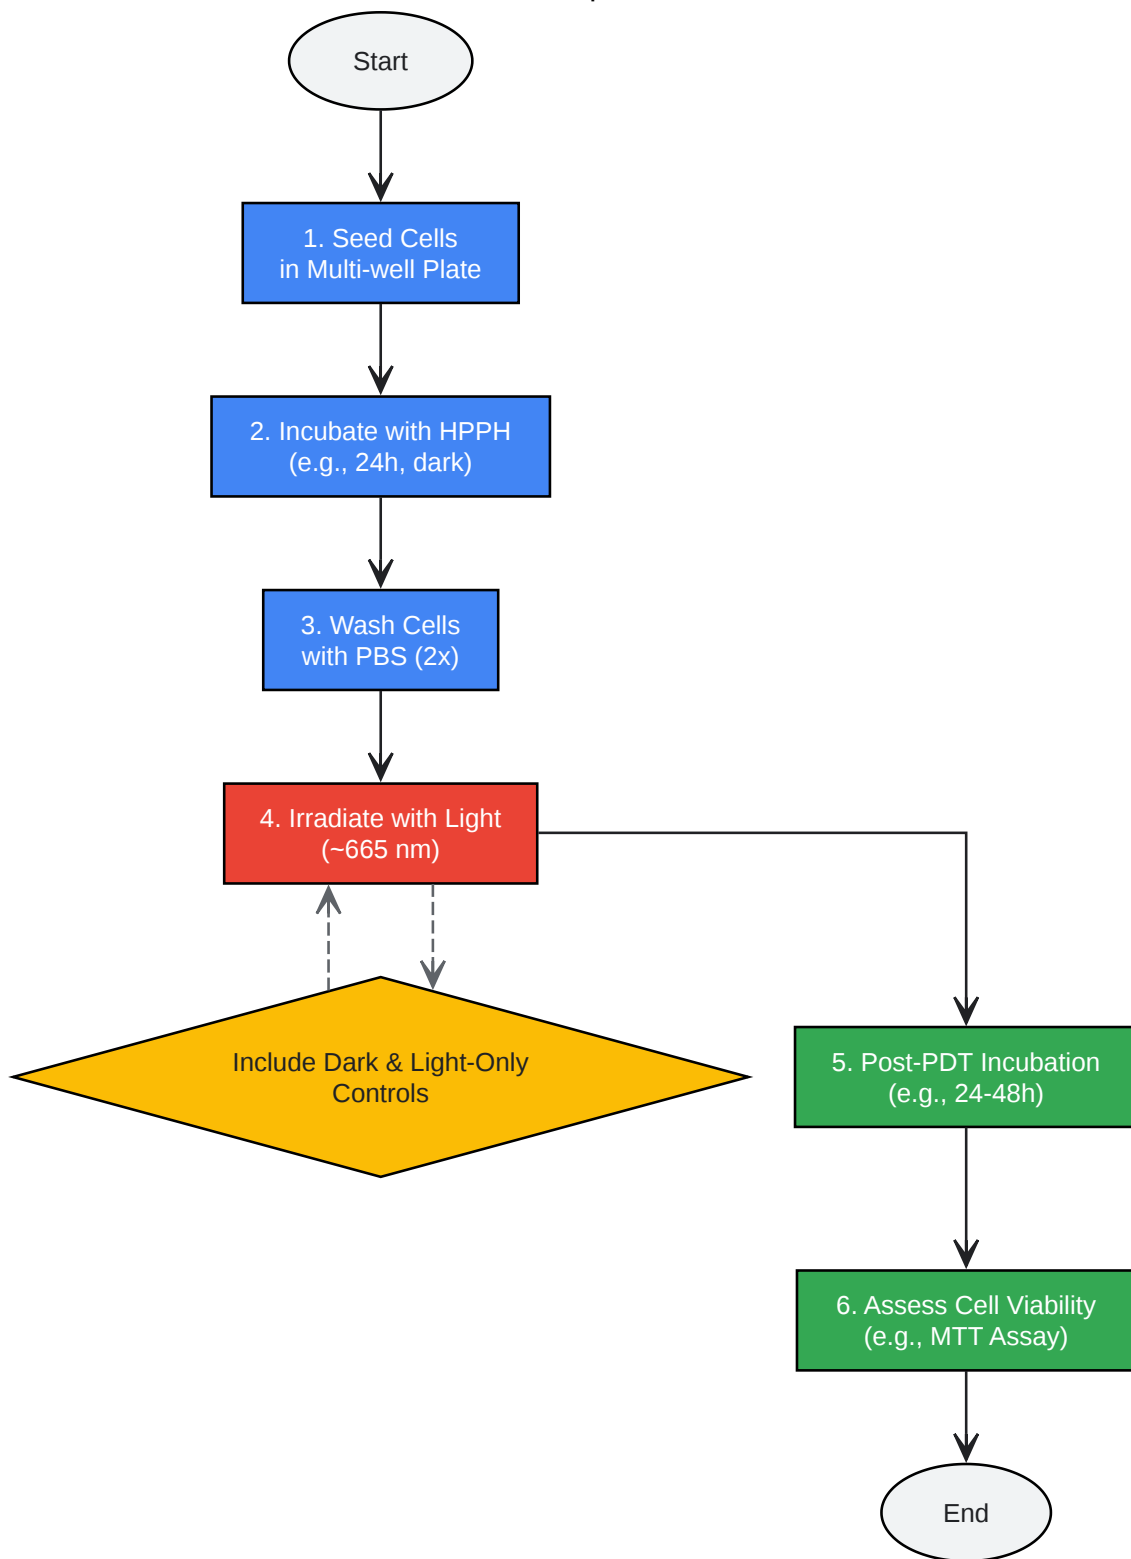 Start
1. Seed Cells
in Multi-well Plate
2. Incubate with HPPH
(e.g., 24h, dark)
3. Wash Cells
with PBS (2x)
4. Irradiate with Light
(~665 nm)
Include Dark & Light-Only
Controls
5. Post-PDT Incubation
(e.g., 24-48h)
6. Assess Cell Viability
(e.g., MTT Assay)
End